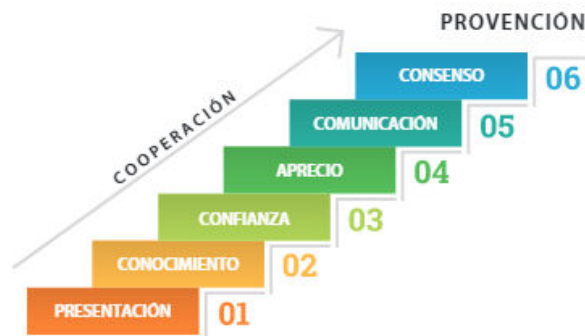 PROVENCIÓN
COOPERACIÓN
CONSENSO
06
COMUNICACIÓN
05
APRECIO
04
CONFIANZA
03
CONOCIMIENTO
02
PRESENTACIÓN
01